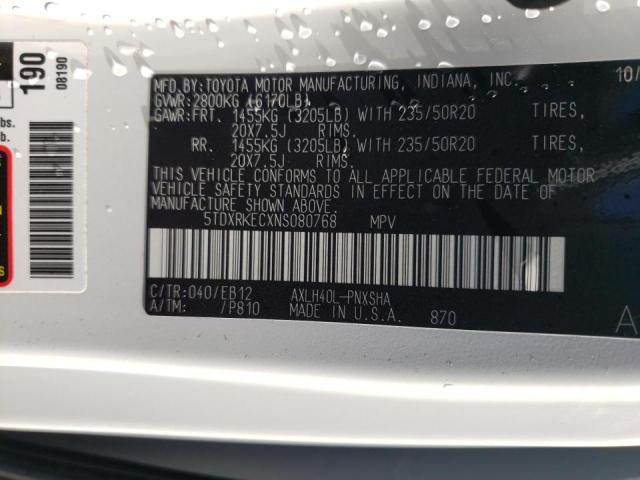 190
08190
lbs.
lb.
MFD. BY: TOYOTA MOTOR MANUFACTURING, INDIANA, INC. 10/
GVWR: 2800KG (6170LB)
GAWR: FRT. 1455KG (3205LB) WITH 235/50R20 TIRES,
20X7.5J RIMS.
RR. 1455KG (3205LB) WITH 235/50R20 TIRES,
20X7.5J RIMS.
THIS VEHICLE CONFORMS TO ALL APPLICABLE FEDERAL MOTOR
VEHICLE SAFETY STANDARDS IN EFFECT ON THE DATE OF
MANUFACTURE SHOWN ABOVE.
5TDXRKECXNS080768 MPV
C/TR: 040/EB12 AXLH40L-PNXSHA
A/TM: /P810 MADE IN U.S.A. 870
A